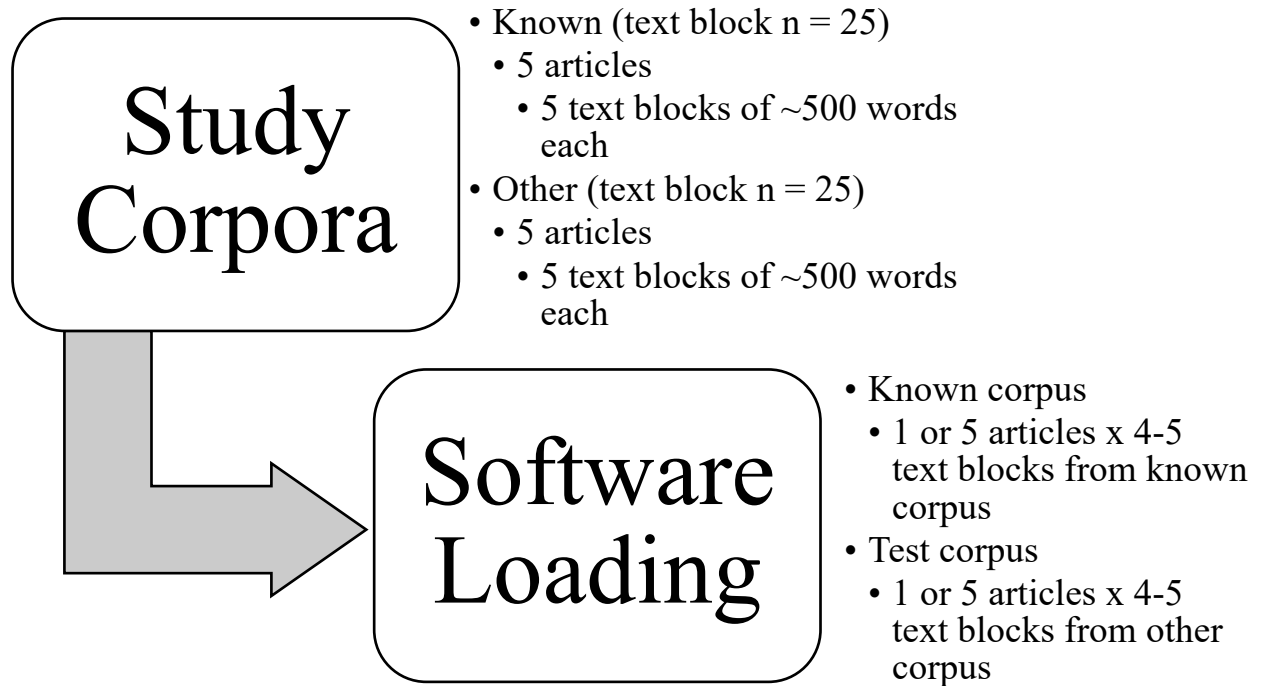 Study
Corpora
• Known (text block n = 25)
• 5 articles
• 5 text blocks of ~500 words
each
• Other (text block n = 25)
• 5 articles
• 5 text blocks of ~500 words
each
Software
Loading
• Known corpus
• 1 or 5 articles x 4-5
text blocks from known
corpus
• Test corpus
• 1 or 5 articles x 4-5
text blocks from other
corpus